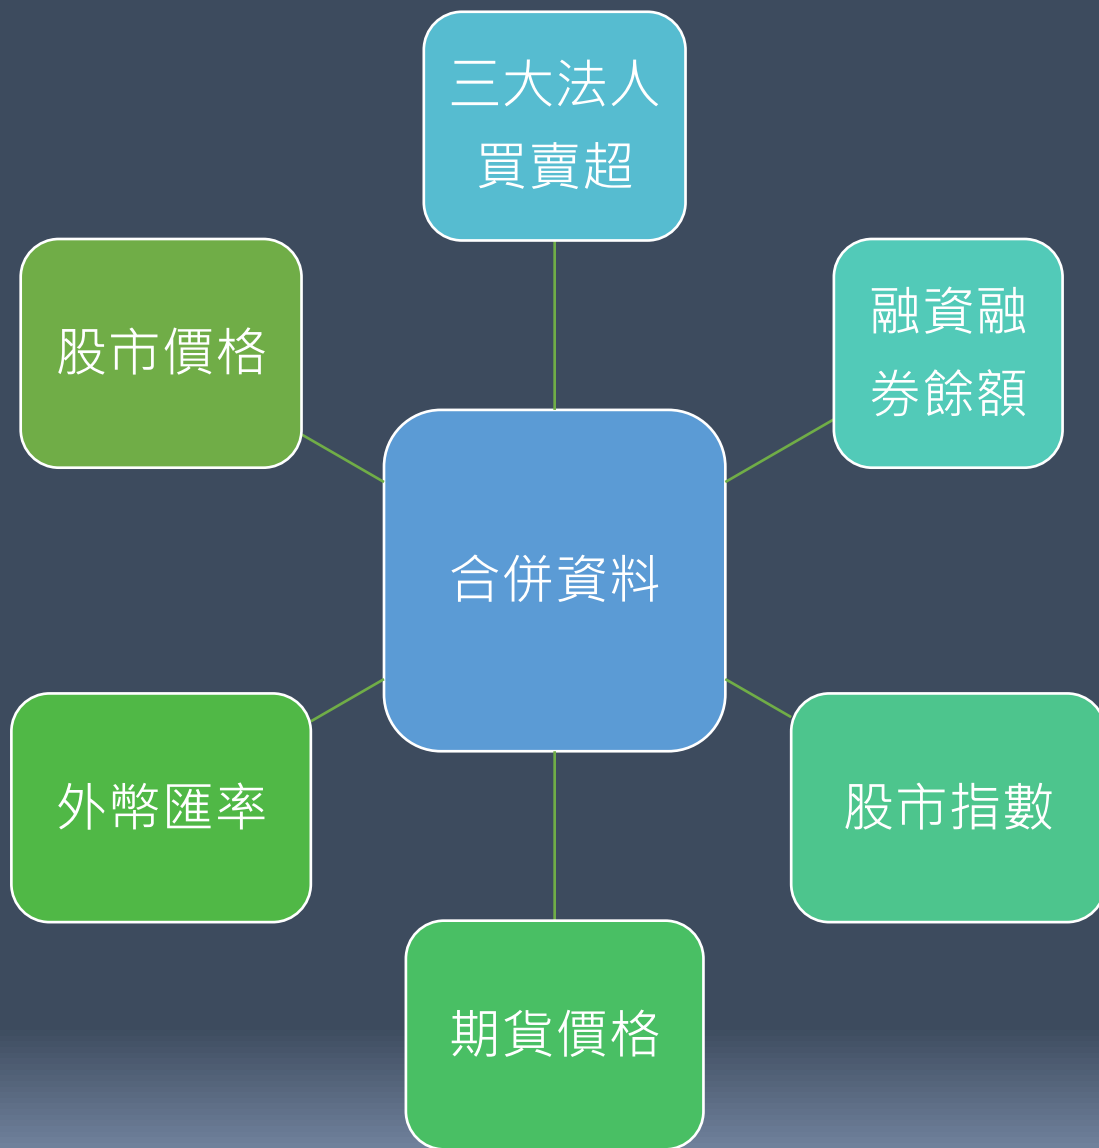 三大法人
買賣超
股市價格
融資融
券餘額
合併資料
外幣匯率
股市指數
期貨價格